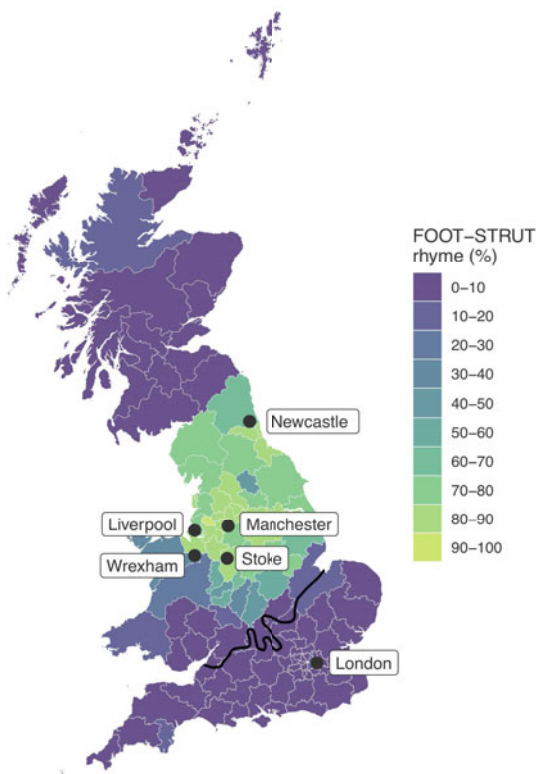 FOOT–STRUT
rhyme (%)
0–10
10–20
20–30
30–40
40–50
50–60
60–70
70–80
80–90
90–100
Newcastle
Liverpool
Manchester
Wrexham
Stoke
London